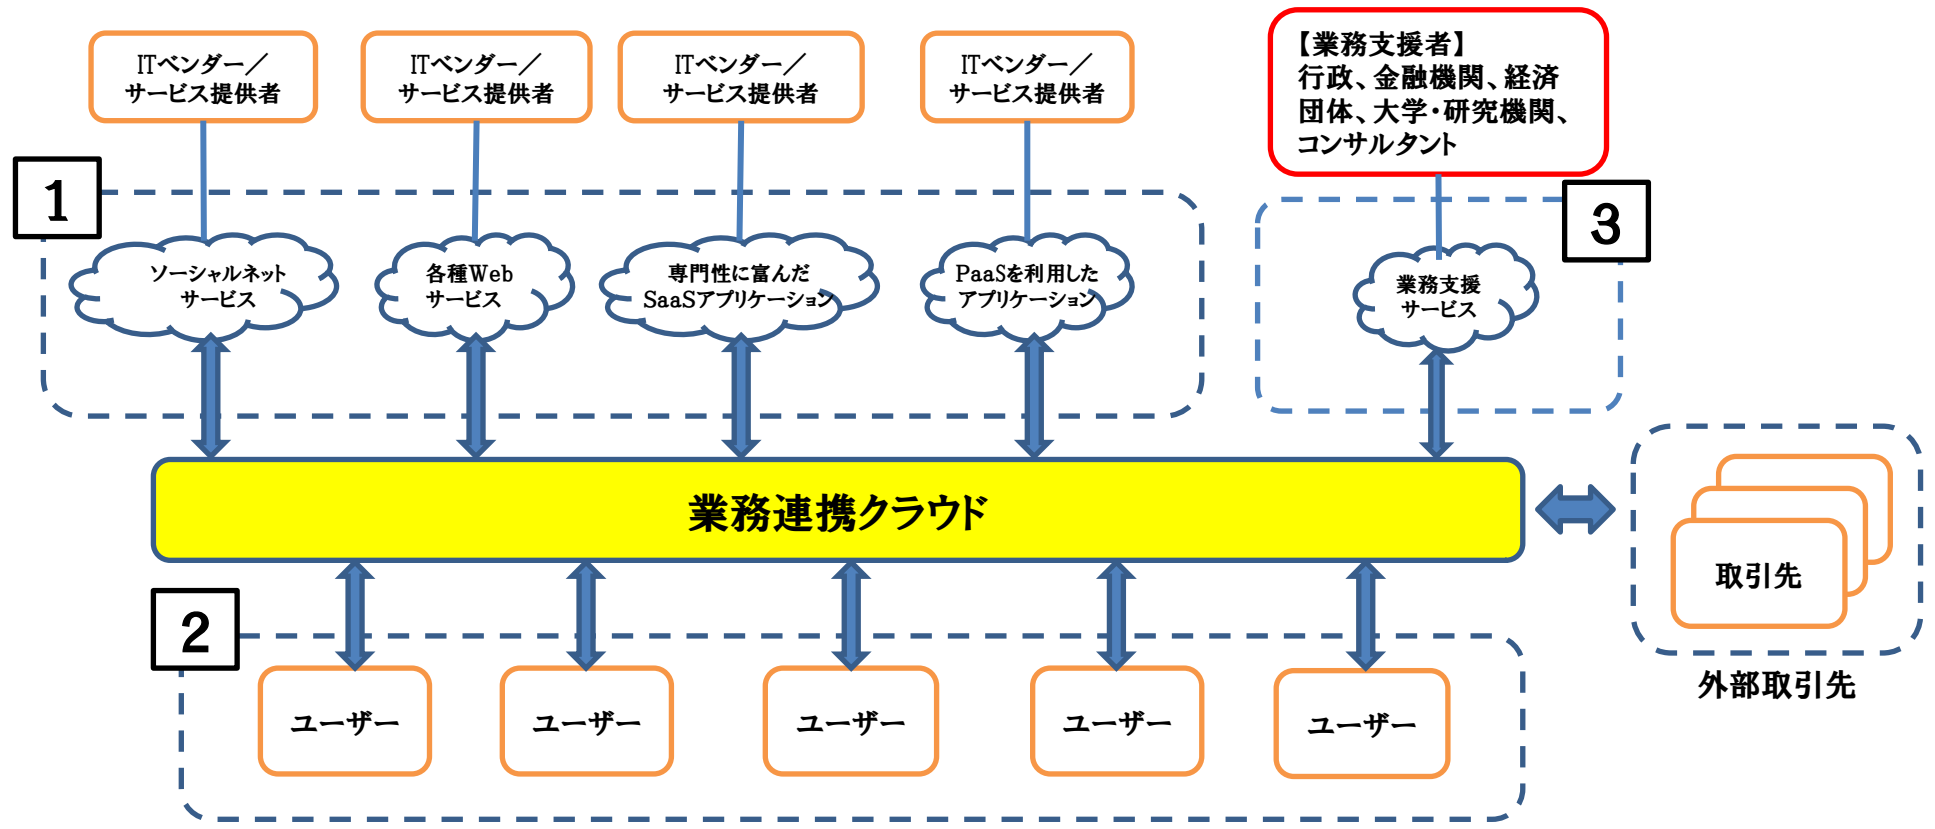 ITベンダー／
サービス提供者
ITベンダー／
サービス提供者
ITベンダー／
サービス提供者
ITベンダー／
サービス提供者
【業務支援者】
行政、金融機関、経済
団体、大学・研究機関、
コンサルタント
1
3
ソーシャルネット
サービス
各種Web
サービス
専門性に富んだ
SaaSアプリケーション
PaaSを利用した
アプリケーション
業務支援
サービス
業務連携クラウド
取引先
外部取引先
2
ユーザー
ユーザー
ユーザー
ユーザー
ユーザー